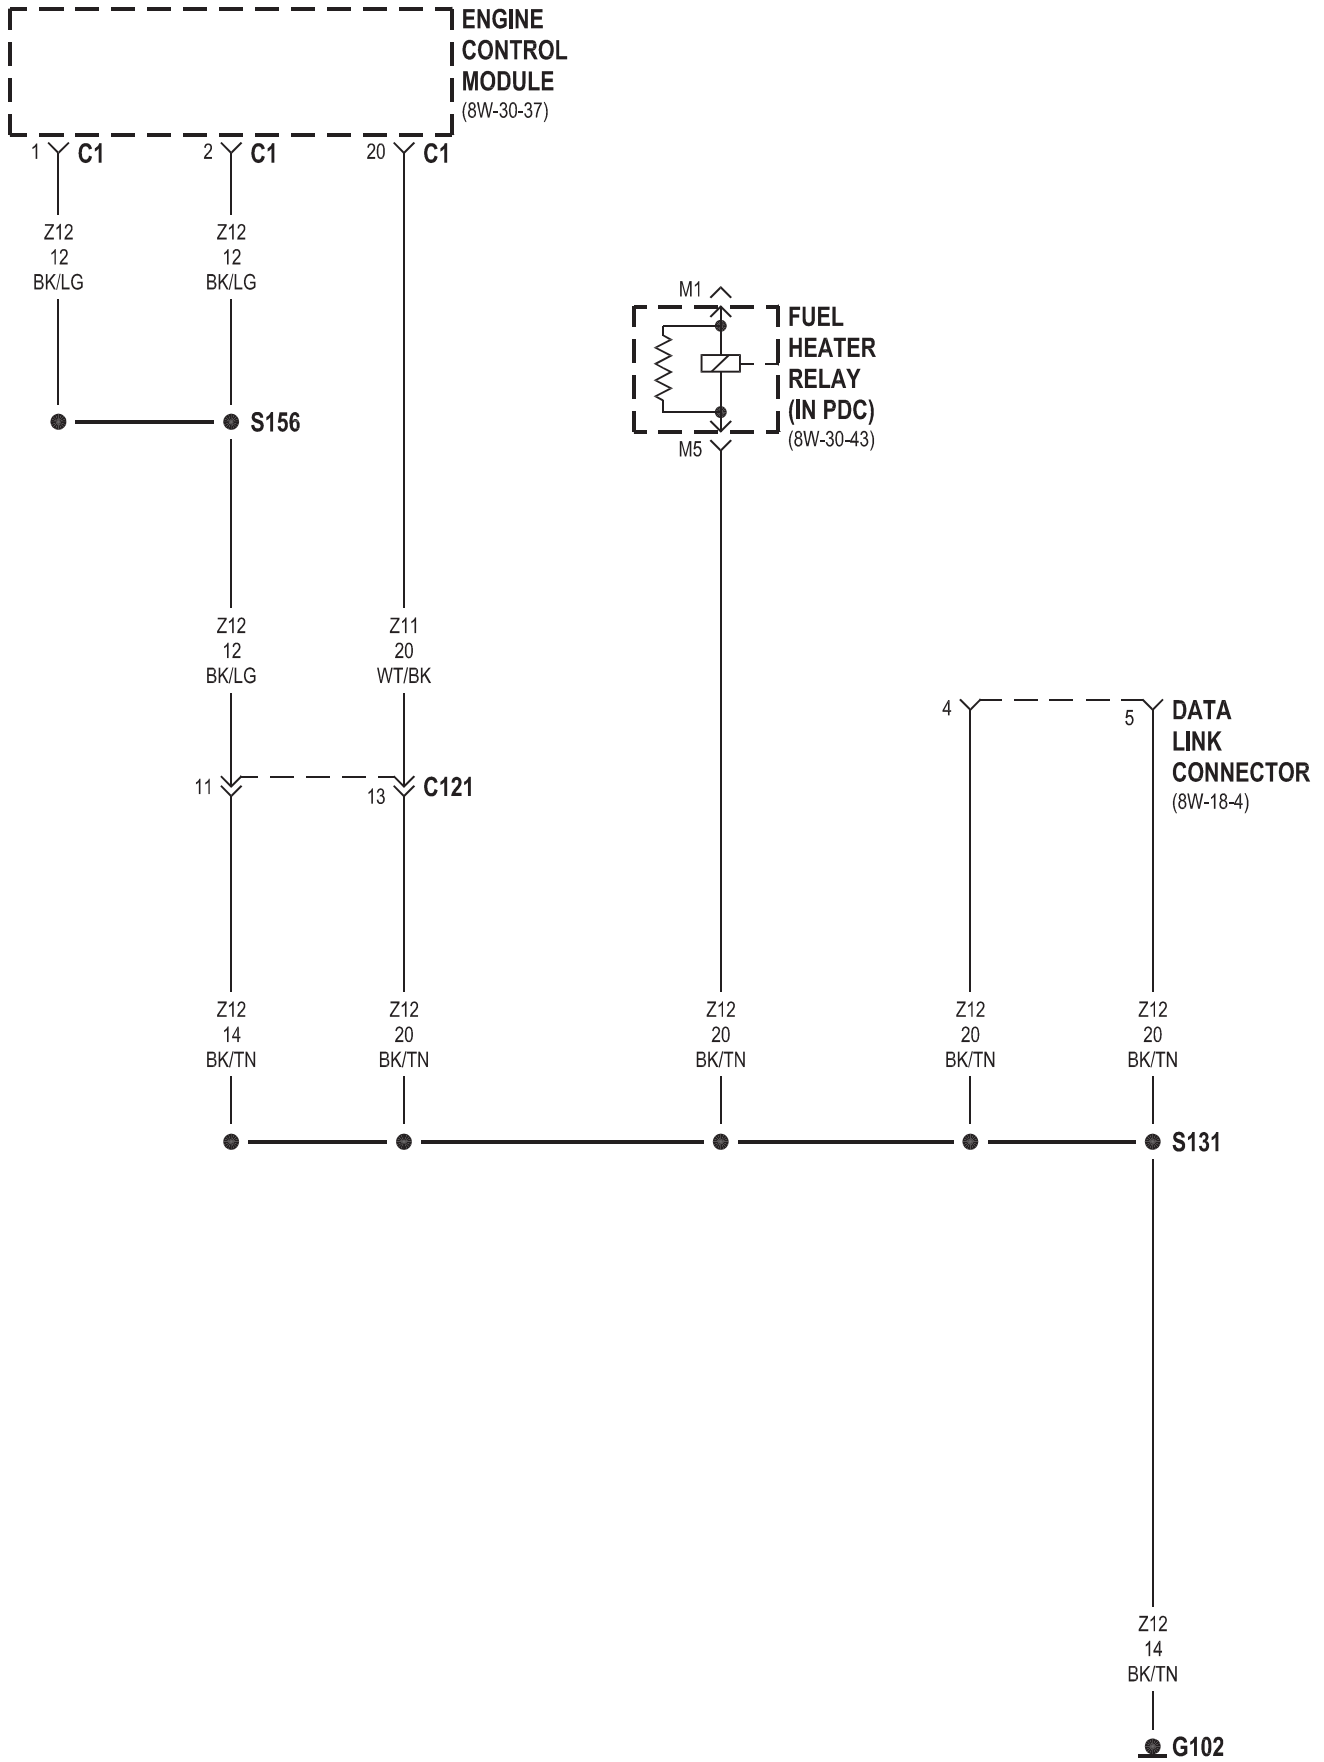 ENGINE
CONTROL
MODULE
(8W-30-37)
1 C1
2 C1
20 C1
Z12
12
BK/LG
Z12
12
BK/LG
M1
FUEL
HEATER
RELAY
(IN PDC)
(8W-30-43)
M5
S156
Z12
12
BK/LG
Z11
20
WT/BK
4
5
DATA
LINK
CONNECTOR
(8W-18-4)
11
13
C121
Z12
14
BK/TN
Z12
20
BK/TN
Z12
20
BK/TN
Z12
20
BK/TN
Z12
20
BK/TN
S131
Z12
14
BK/TN
G102